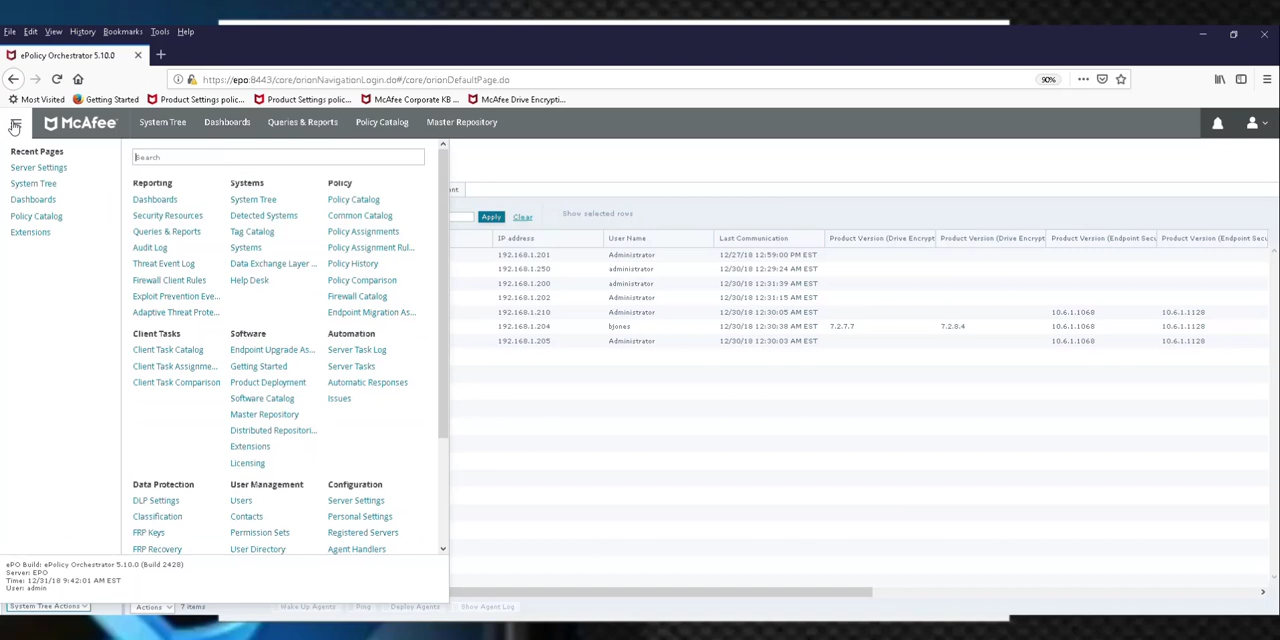 File Edit View History Bookmarks Tools Help
ePolicy Orchestrator 5.10.0
https://epo:8443/core/orionNavigationLogin.do#/core/orionDefaultPage.do
90%
Most Visited Getting Started Product Settings polic... Product Settings polic... McAfee Corporate KB ... McAfee Drive Encrypti...
McAfee System Tree Dashboards Queries & Reports Policy Catalog Master Repository
Recent Pages
Server Settings
System Tree
Dashboards
Policy Catalog
Extensions
Search
Reporting
Dashboards
Security Resources
Queries & Reports
Audit Log
Threat Event Log
Firewall Client Rules
Exploit Prevention Eve...
Adaptive Threat Prote...
Systems
System Tree
Detected Systems
Tag Catalog
Systems
Data Exchange Layer ...
Help Desk
Policy
Policy Catalog
Common Catalog
Policy Assignments
Policy Assignment Rul...
Policy History
Policy Comparison
Firewall Catalog
Endpoint Migration As...
Client Tasks
Client Task Catalog
Client Task Assignme...
Client Task Comparison
Software
Endpoint Upgrade As...
Getting Started
Product Deployment
Software Catalog
Master Repository
Distributed Repositori...
Extensions
Licensing
Automation
Server Task Log
Server Tasks
Automatic Responses
Issues
Data Protection
DLP Settings
Classification
FRP Keys
FRP Recovery
User Management
Users
Contacts
Permission Sets
User Directory
Configuration
Server Settings
Personal Settings
Registered Servers
Agent Handlers
ent
Apply Clear Show selected rows
IP address User Name Last Communication Product Version (Drive Encrypt Product Version (Drive Encrypt Product Version (Endpoint Secu Product Version (Endpoint Secu
192.168.1.201 Administrator 12/27/18 12:59:00 PM EST
192.168.1.250 administrator 12/30/18 12:29:24 AM EST
192.168.1.200 administrator 12/30/18 12:31:39 AM EST
192.168.1.202 Administrator 12/30/18 12:31:15 AM EST
192.168.1.210 Administrator 12/30/18 12:30:05 AM EST 10.6.1.1068 10.6.1.1128
192.168.1.204 bjones 12/30/18 12:30:38 AM EST 7.2.7.7 7.2.8.4 10.6.1.1068 10.6.1.1128
192.168.1.205 Administrator 12/30/18 12:30:03 AM EST 10.6.1.1068 10.6.1.1128
ePO Build: ePolicy Orchestrator 5.10.0 (Build 2428)
Server: EPO
Time: 12/31/18 9:42:01 AM EST
User: admin
System Tree Actions Actions 7 items Wake Up Agents Ping Deploy Agents Show Agent Log